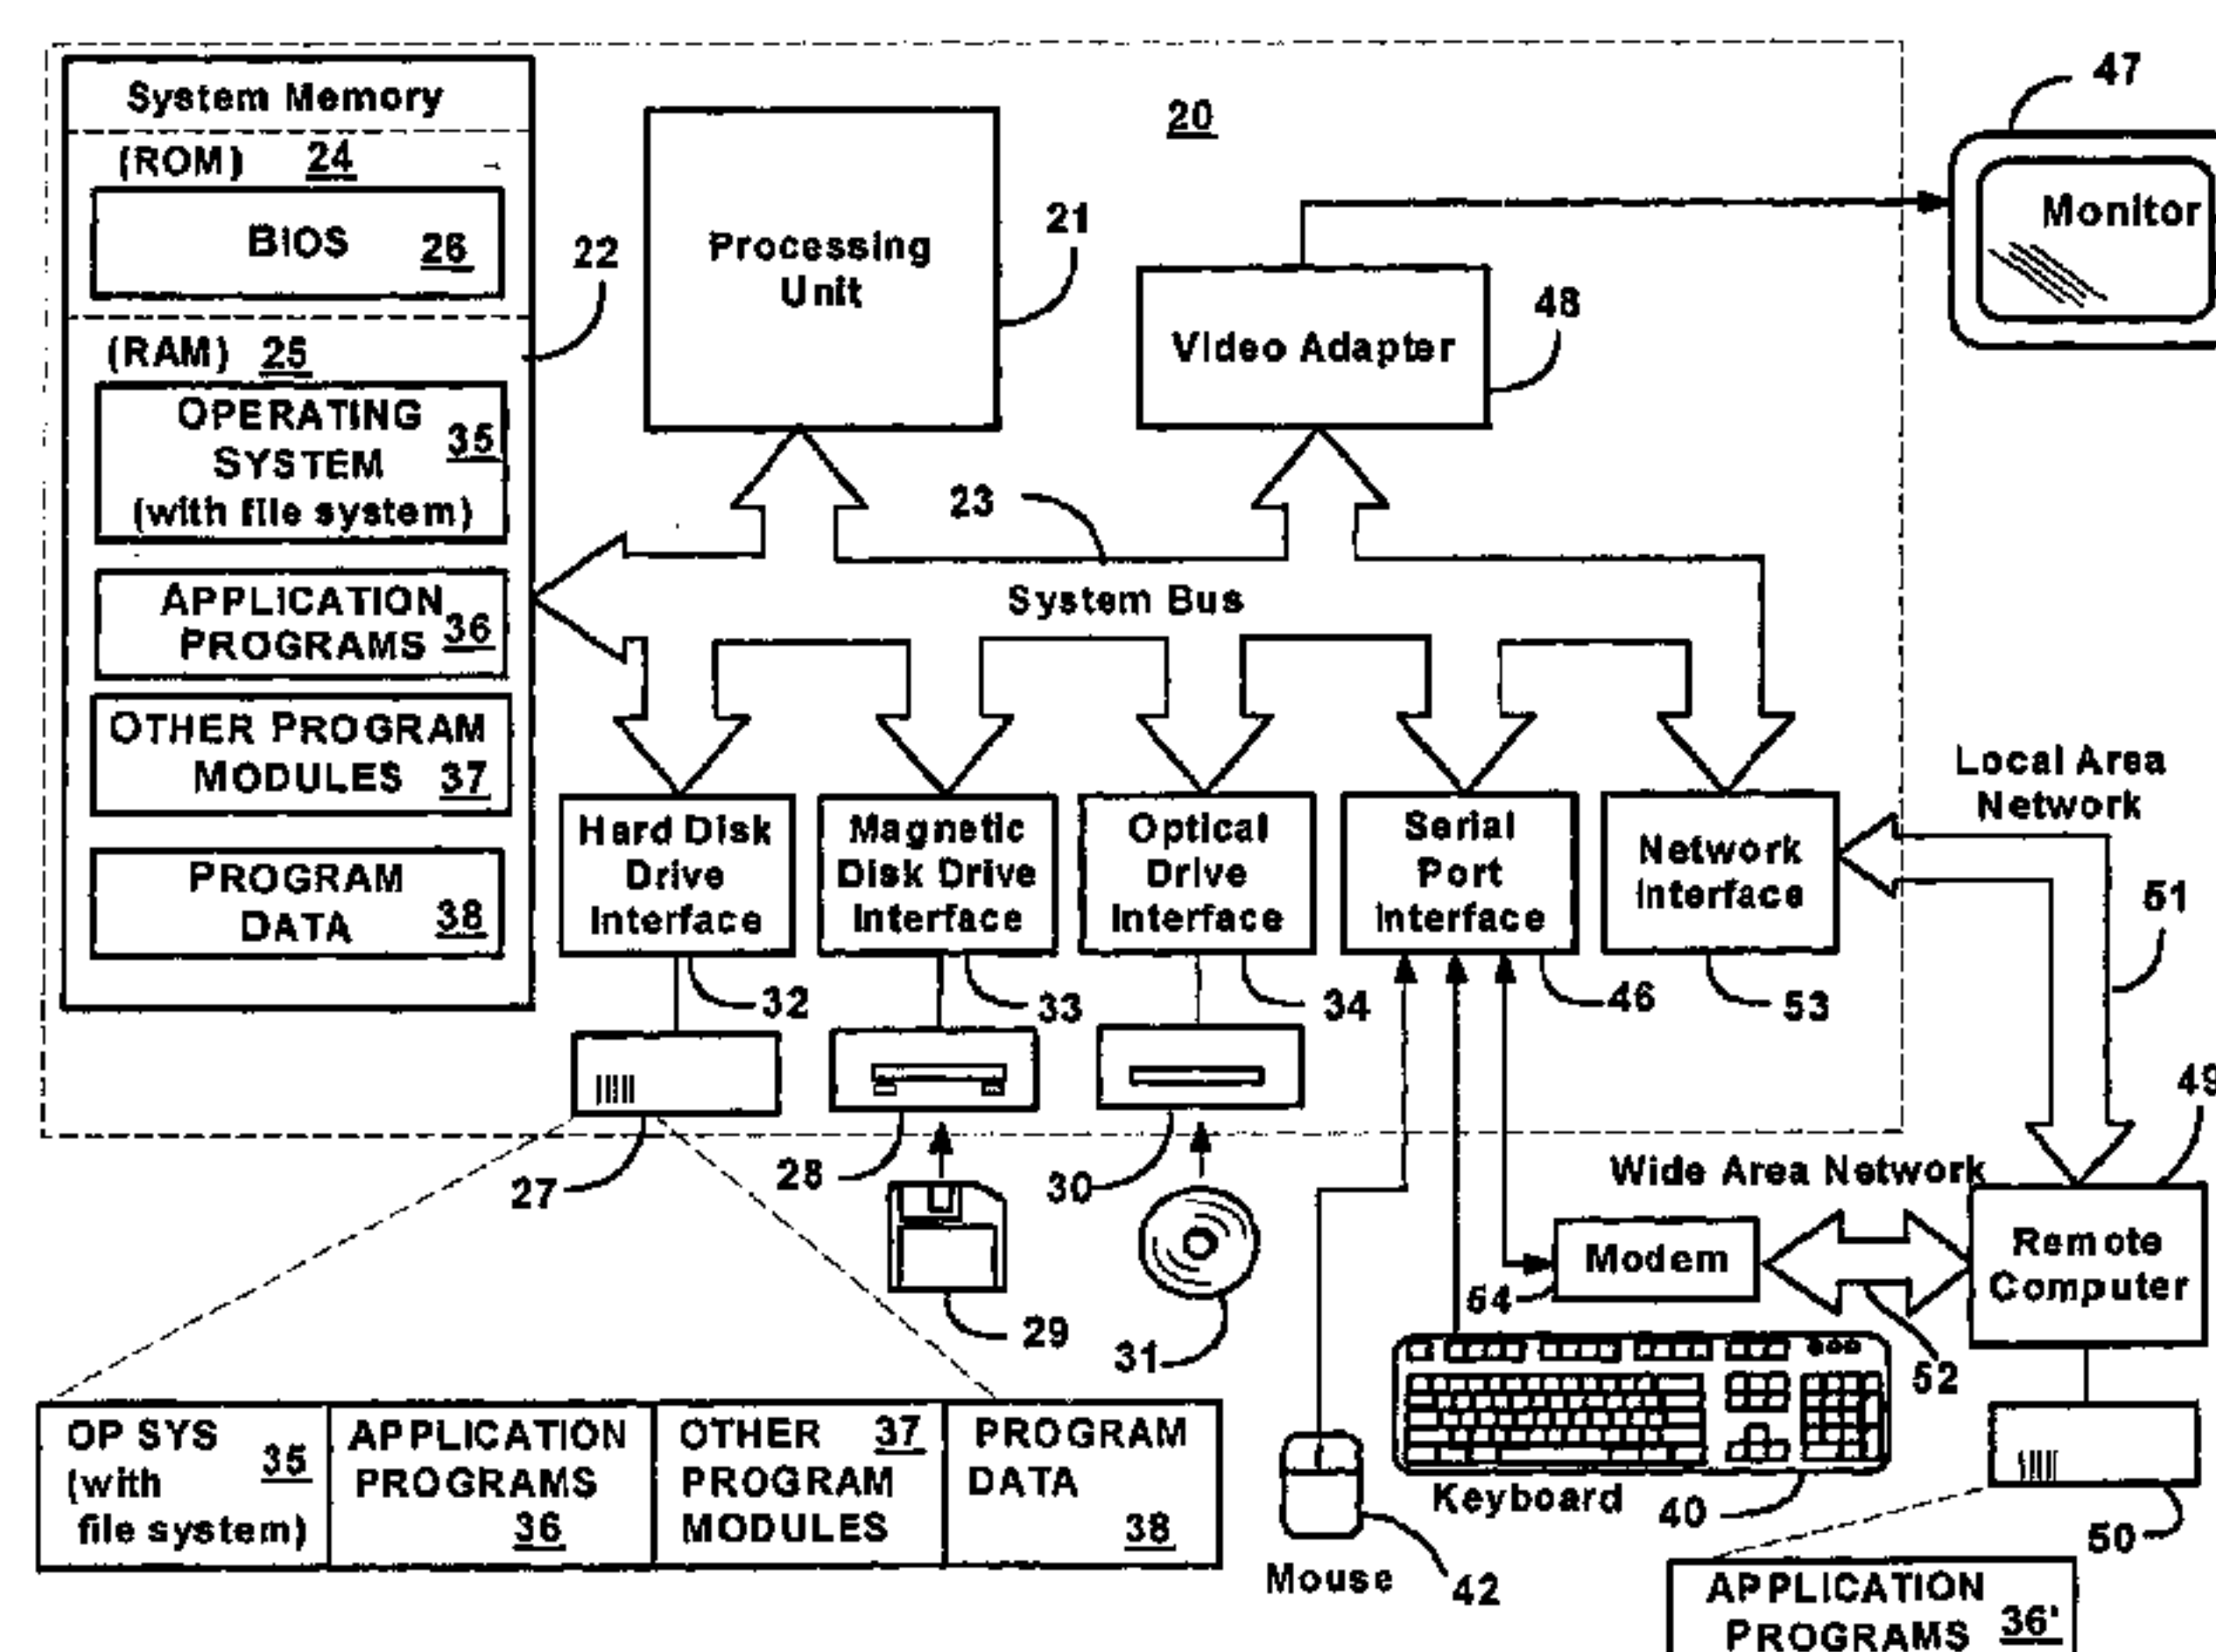 System Memory
(ROM) 24
BIOS 26
22
(RAM) 25
OPERATING
SYSTEM 35
(with file system)
APPLICATION
PROGRAMS 36
OTHER PROGRAM
MODULES 37
PROGRAM
DATA 38
20
Processing
Unit
21
Video Adapter
48
47
Monitor
23
System Bus
Hard Disk
Drive
Interface
32
Magnetic
Disk Drive
Interface
33
Optical
Drive
Interface
34
Serial
Port
Interface
46
Network
Interface
53
Local Area
Network
51
49
27
28
29
30
31
Wide Area Network
Modem
54
52
Remote
Computer
Keyboard
40
Mouse
42
50
OP SYS 35
(with
file system)
APPLICATION
PROGRAMS
36
OTHER 37
PROGRAM
MODULES
PROGRAM
DATA
38
APPLICATION
PROGRAMS 36'